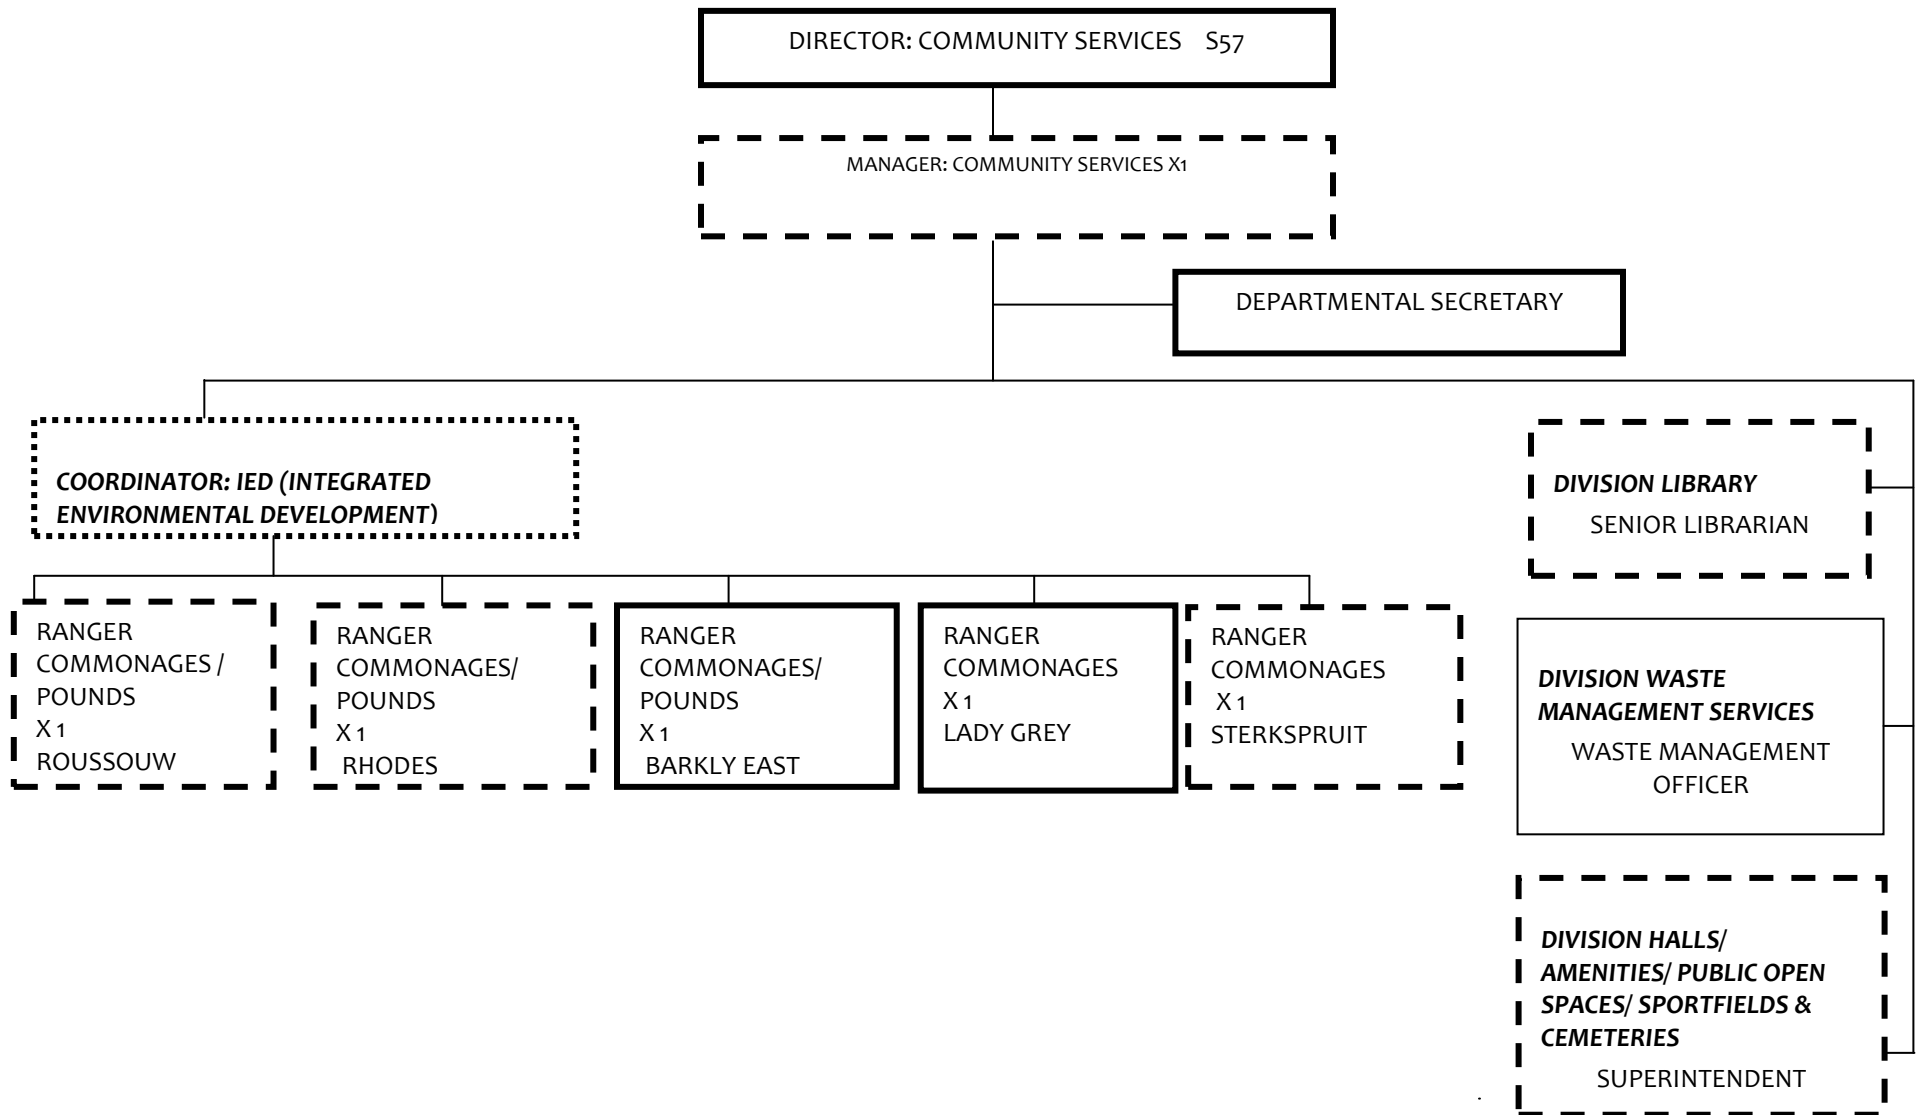 DIRECTOR: COMMUNITY SERVICES S57
MANAGER: COMMUNITY SERVICES X1
DEPARTMENTAL SECRETARY
COORDINATOR: IED (INTEGRATED
ENVIRONMENTAL DEVELOPMENT)
RANGER
COMMONAGES /
POUNDS
X 1
ROUSSOUW
RANGER
COMMONAGES/
POUNDS
X 1
RHODES
RANGER
COMMONAGES/
POUNDS
X 1
BARKLY EAST
RANGER
COMMONAGES
X 1
LADY GREY
RANGER
COMMONAGES
X 1
STERKSPRUIT
DIVISION LIBRARY
SENIOR LIBRARIAN
DIVISION WASTE
MANAGEMENT SERVICES
WASTE MANAGEMENT
OFFICER
DIVISION HALLS/
AMENITIES/ PUBLIC OPEN
SPACES/ SPORTFIELDS &
CEMETERIES
SUPERINTENDENT
.